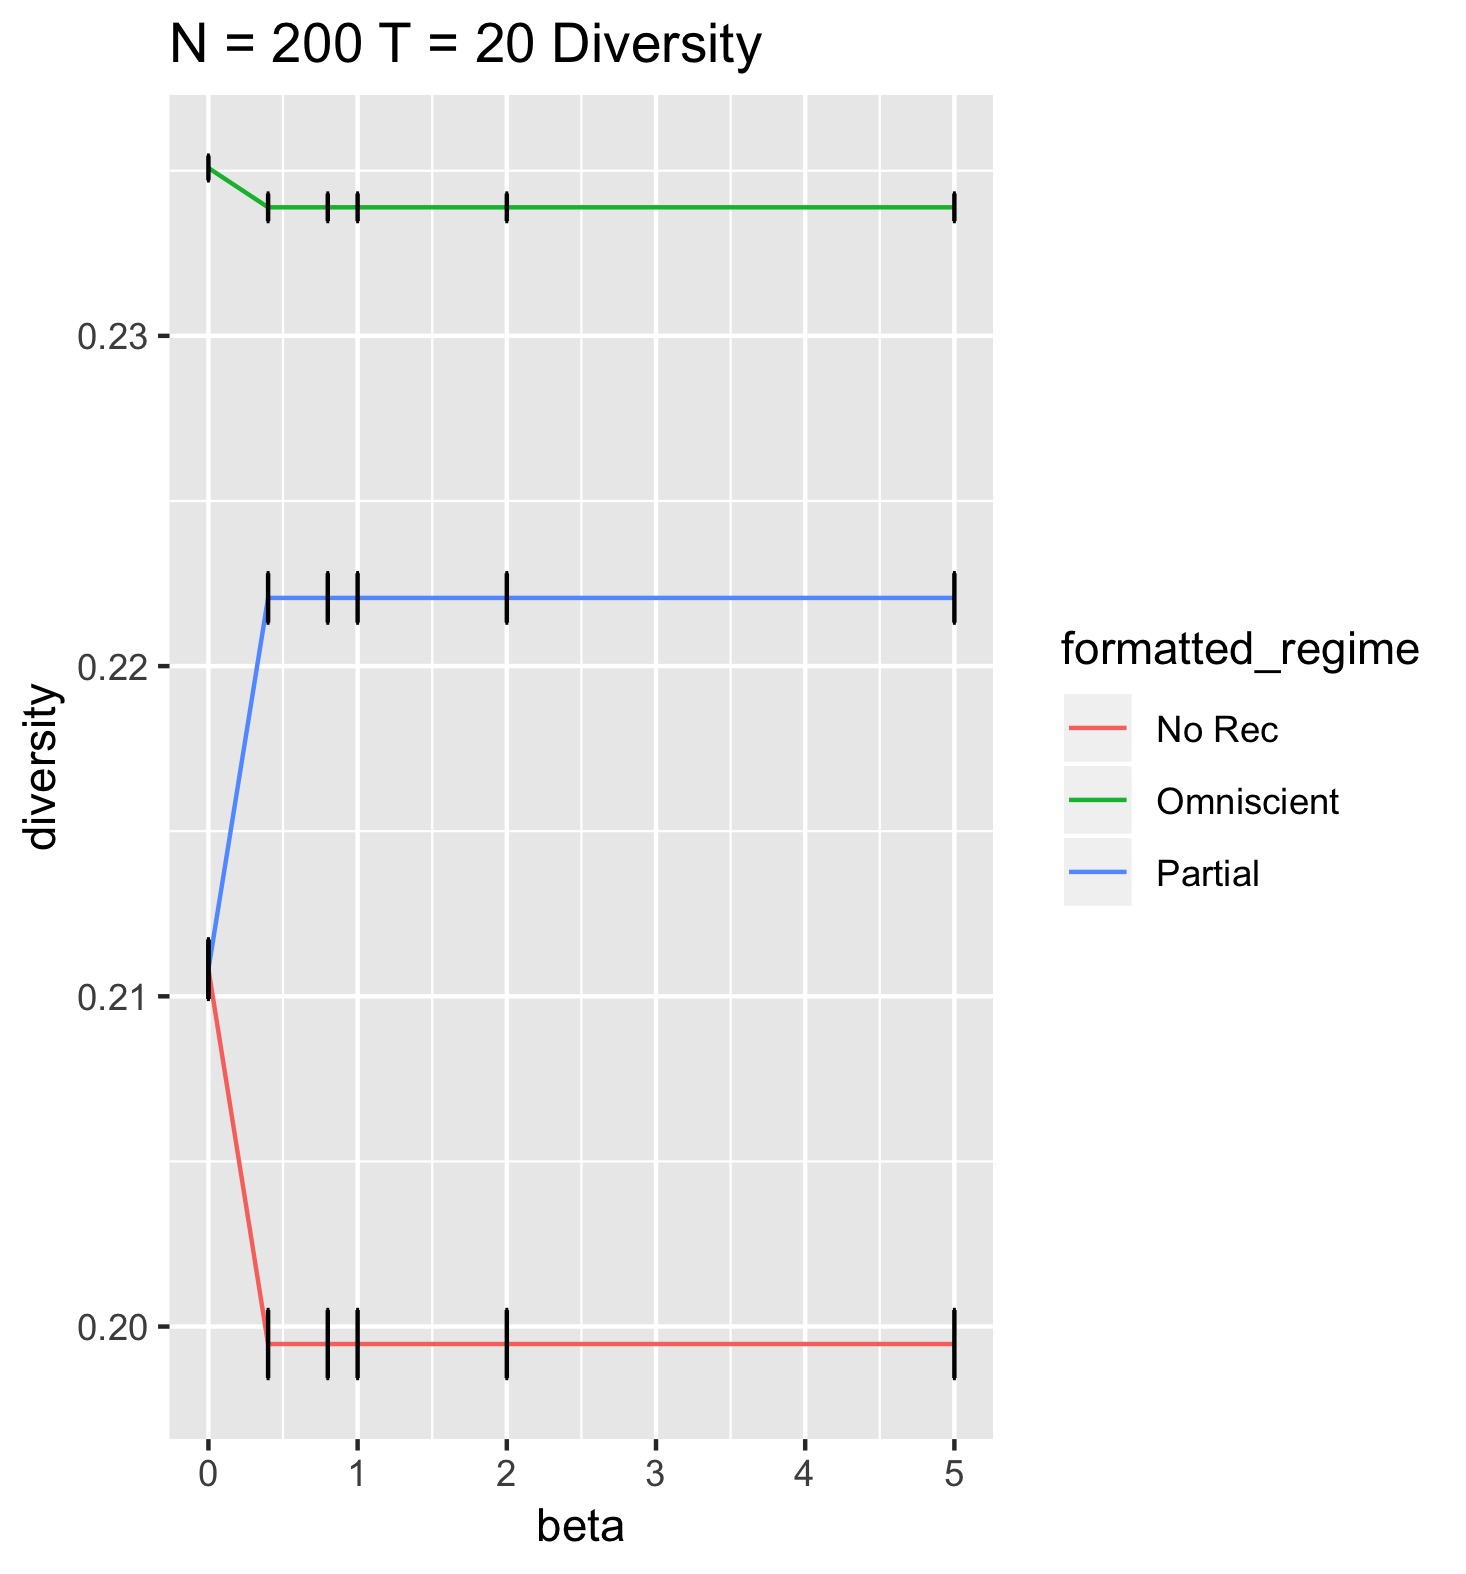 N = 200 T = 20 Diversity
0.23
0.22
0.21
0.20
diversity
0 1 2 3 4 5
beta
formatted_regime
No Rec
Omniscient
Partial